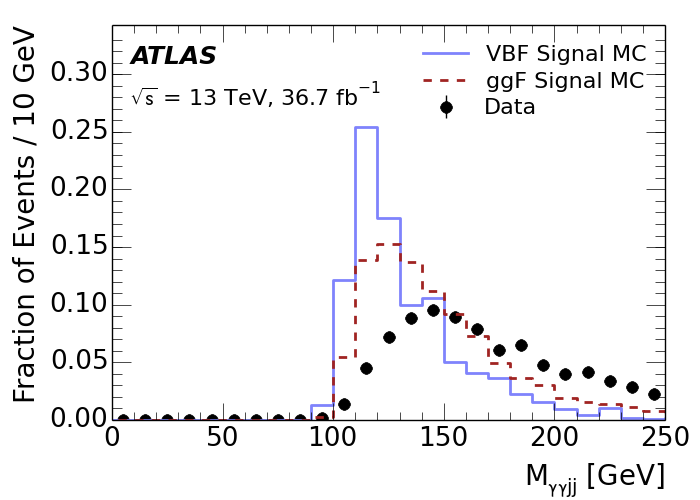 Fraction of Events / 10 GeV
0.30
0.25
0.20
0.15
0.10
0.05
0.00
ATLAS
√s = 13 TeV, 36.7 fb⁻¹
VBF Signal MC
ggF Signal MC
Data
0 50 100 150 200 250
Mγγjj [GeV]